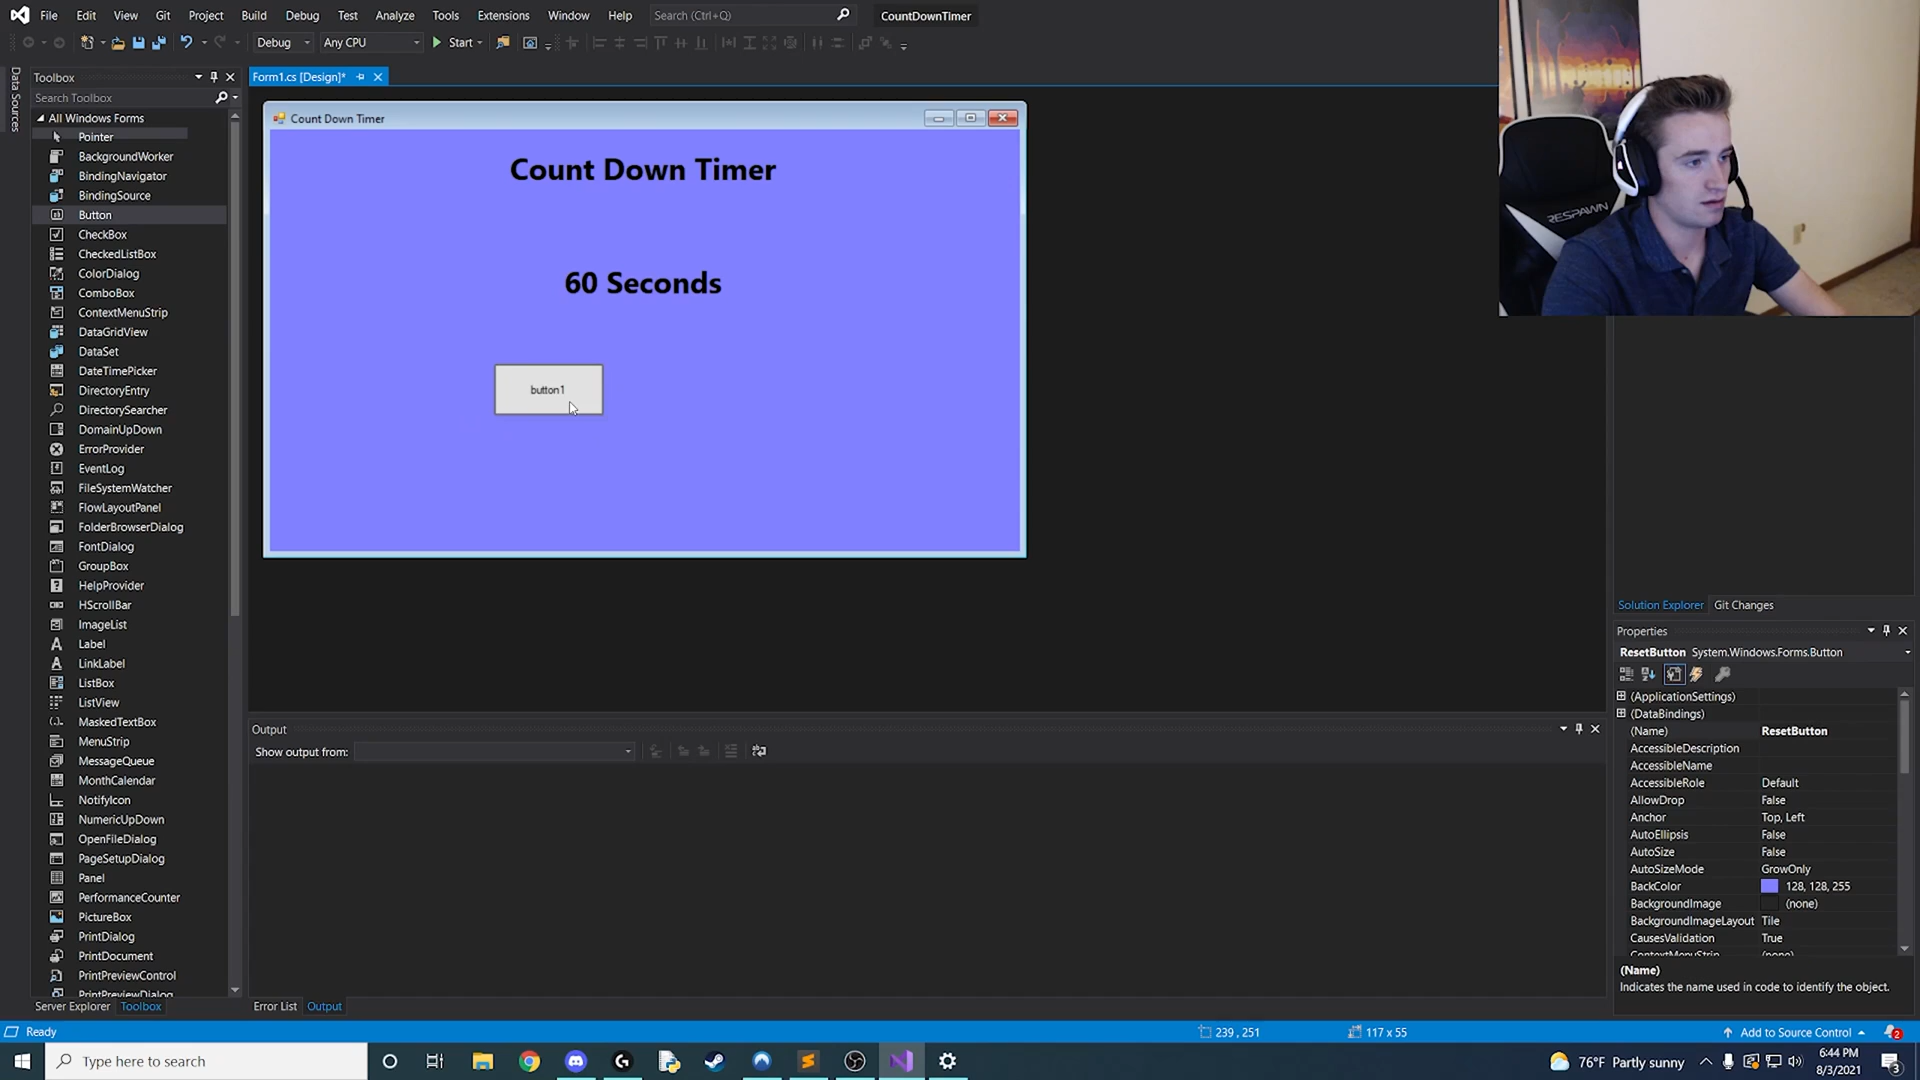 File Edit View Git Project Build Debug Test Analyze Tools Extensions Window Help Search (Ctrl+Q) CountDownTimer
Debug Any CPU Start
Data Sources
Toolbox
Search Toolbox
All Windows Forms
Pointer
BackgroundWorker
BindingNavigator
BindingSource
Button
CheckBox
CheckedListBox
ColorDialog
ComboBox
ContextMenuStrip
DataGridView
DataSet
DateTimePicker
DirectoryEntry
DirectorySearcher
DomainUpDown
ErrorProvider
EventLog
FileSystemWatcher
FlowLayoutPanel
FolderBrowserDialog
FontDialog
GroupBox
HelpProvider
HScrollBar
ImageList
Label
LinkLabel
ListBox
ListView
MaskedTextBox
MenuStrip
MessageQueue
MonthCalendar
NotifyIcon
NumericUpDown
OpenFileDialog
PageSetupDialog
Panel
PerformanceCounter
PictureBox
PrintDialog
PrintDocument
PrintPreviewControl
PrintPreviewDialog
Server Explorer Toolbox
Form1.cs [Design]*
Count Down Timer
Count Down Timer
60 Seconds
button1
Output
Show output from:
Error List Output
RESPAWN
Solution Explorer Git Changes
Properties
ResetButton System.Windows.Forms.Button
(ApplicationSettings)
(DataBindings)
(Name) ResetButton
AccessibleDescription
AccessibleName
AccessibleRole Default
AllowDrop False
Anchor Top, Left
AutoEllipsis False
AutoSize False
AutoSizeMode GrowOnly
BackColor 128, 128, 255
BackgroundImage (none)
BackgroundImageLayout Tile
CausesValidation True
ContextMenuStrip (none)
(Name)
Indicates the name used in code to identify the object.
Ready 239 , 251 117 x 55 Add to Source Control 2
Type here to search
76°F Partly sunny
6:44 PM
8/3/2021
3